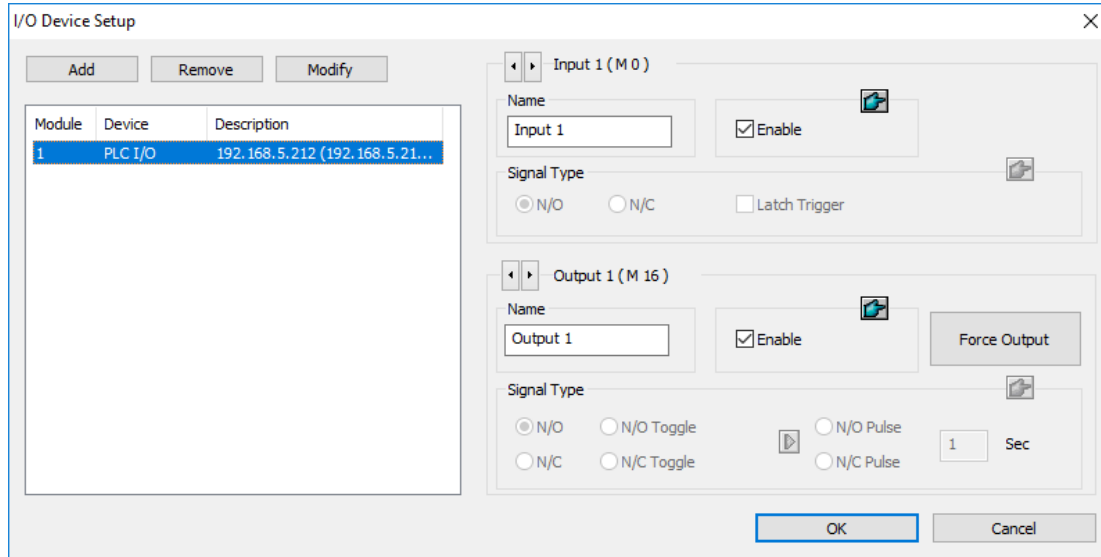 I/O Device Setup
Add Remove Modify
Module Device Description
1 PLC I/O 192.168.5.212 (192.168.5.21...
Input 1 ( M 0 )
Name
Input 1
Enable
Signal Type
N/O N/C Latch Trigger
Output 1 ( M 16 )
Name
Output 1
Enable
Force Output
Signal Type
N/O N/O Toggle N/O Pulse
1 Sec
N/C N/C Toggle N/C Pulse
OK Cancel